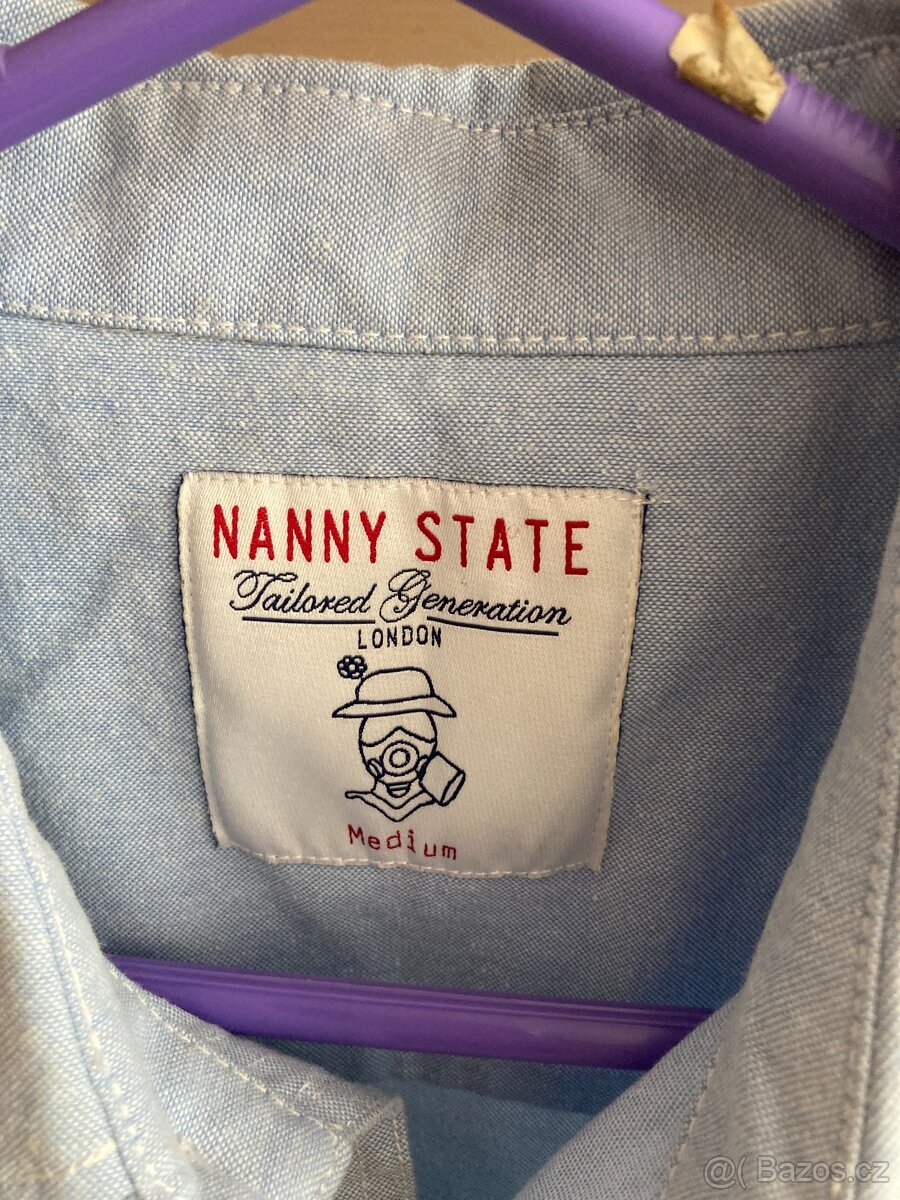 NANNY STATE
Tailored Generation
LONDON
Medium
@( Bazos.cz